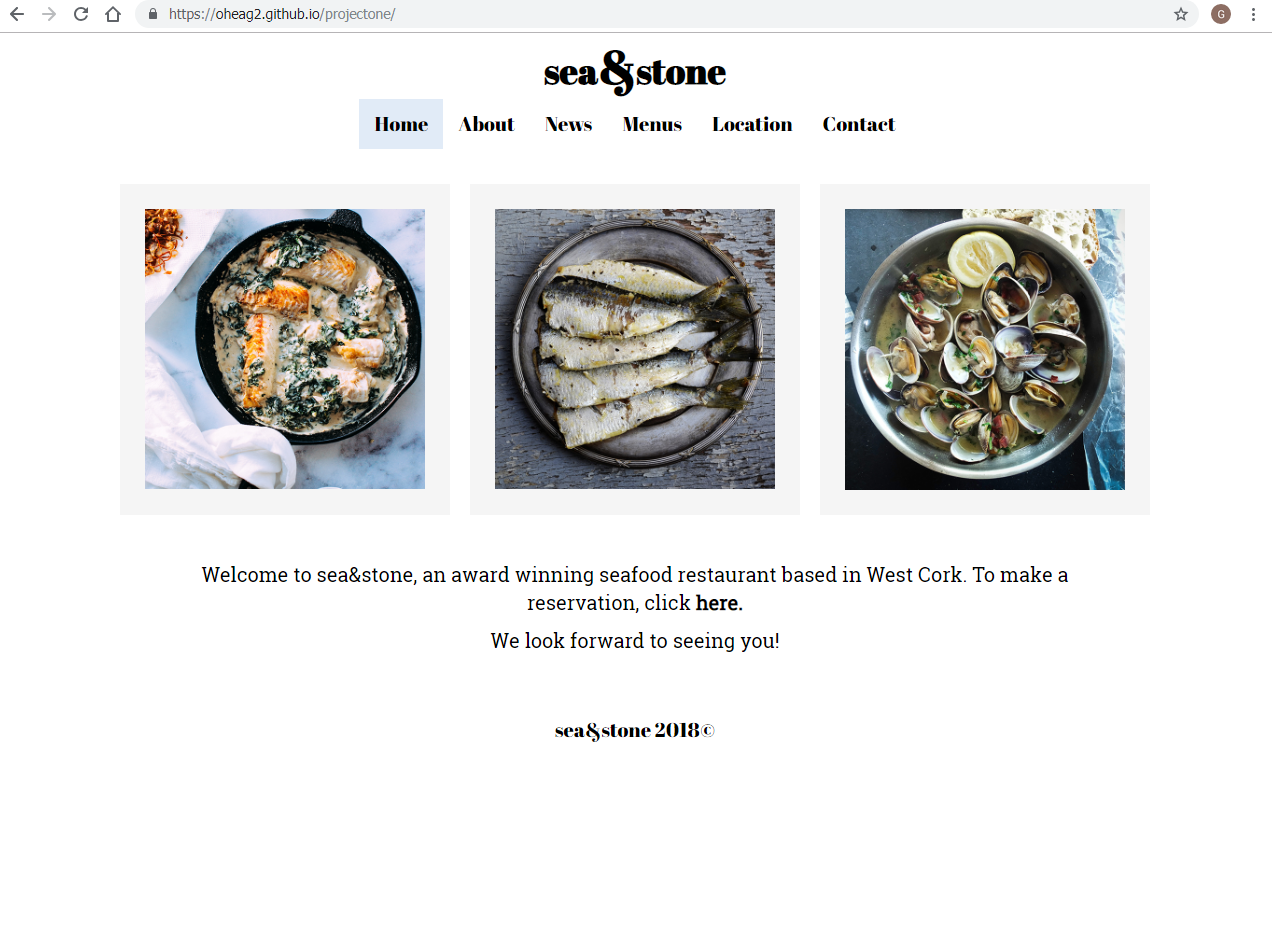 https://oheag2.github.io/projectone/
G
sea&stone
Home About News Menus Location Contact
Welcome to sea&stone, an award winning seafood restaurant based in West Cork. To make a
reservation, click here.
We look forward to seeing you!
sea&stone 2018©